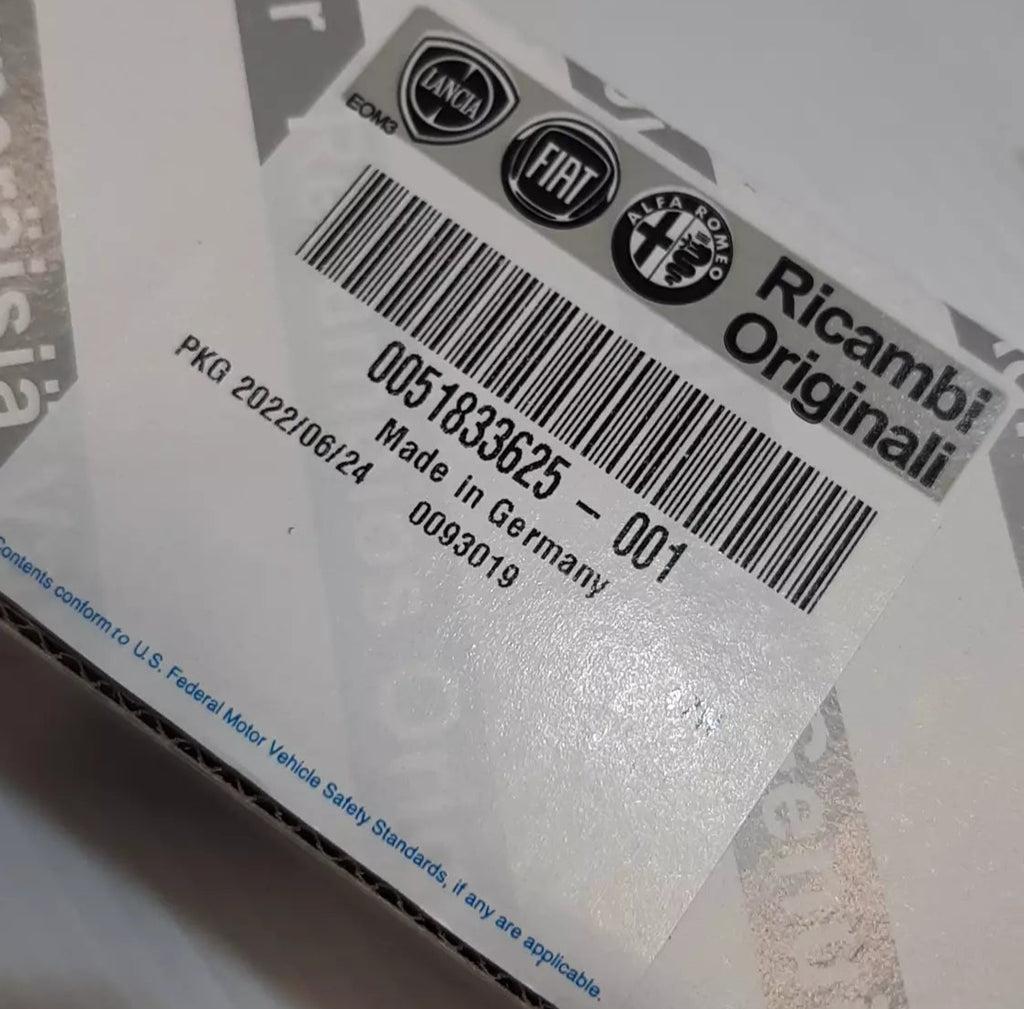 LANCIA
FIAT
ALFA ROMEO
Ricambi
Originali
EOM3
0051833625 - 001
Made in Germany
PKG 2022/06/24 0093019
Contents conform to U.S. Federal Motor Vehicle Safety Standards, if any are applicable.